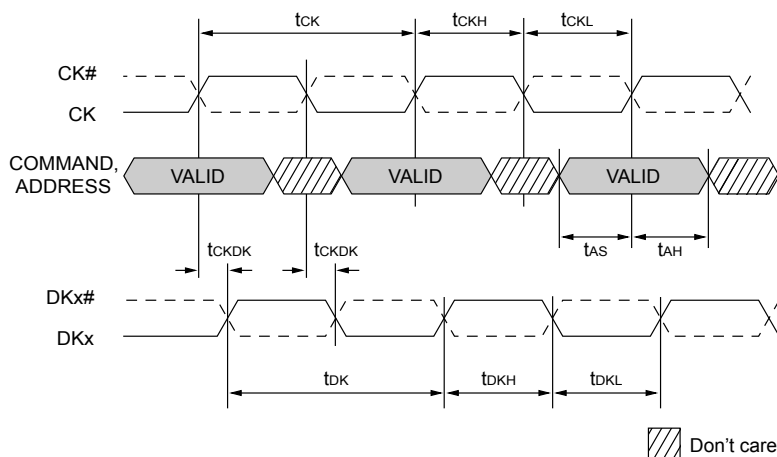 tCK tCKH tCKL
CK#
CK
COMMAND,
ADDRESS
VALID VALID VALID
tCKDK tCKDK tAS tAH
DKx#
DKx
tDK tDKH tDKL
Don't care